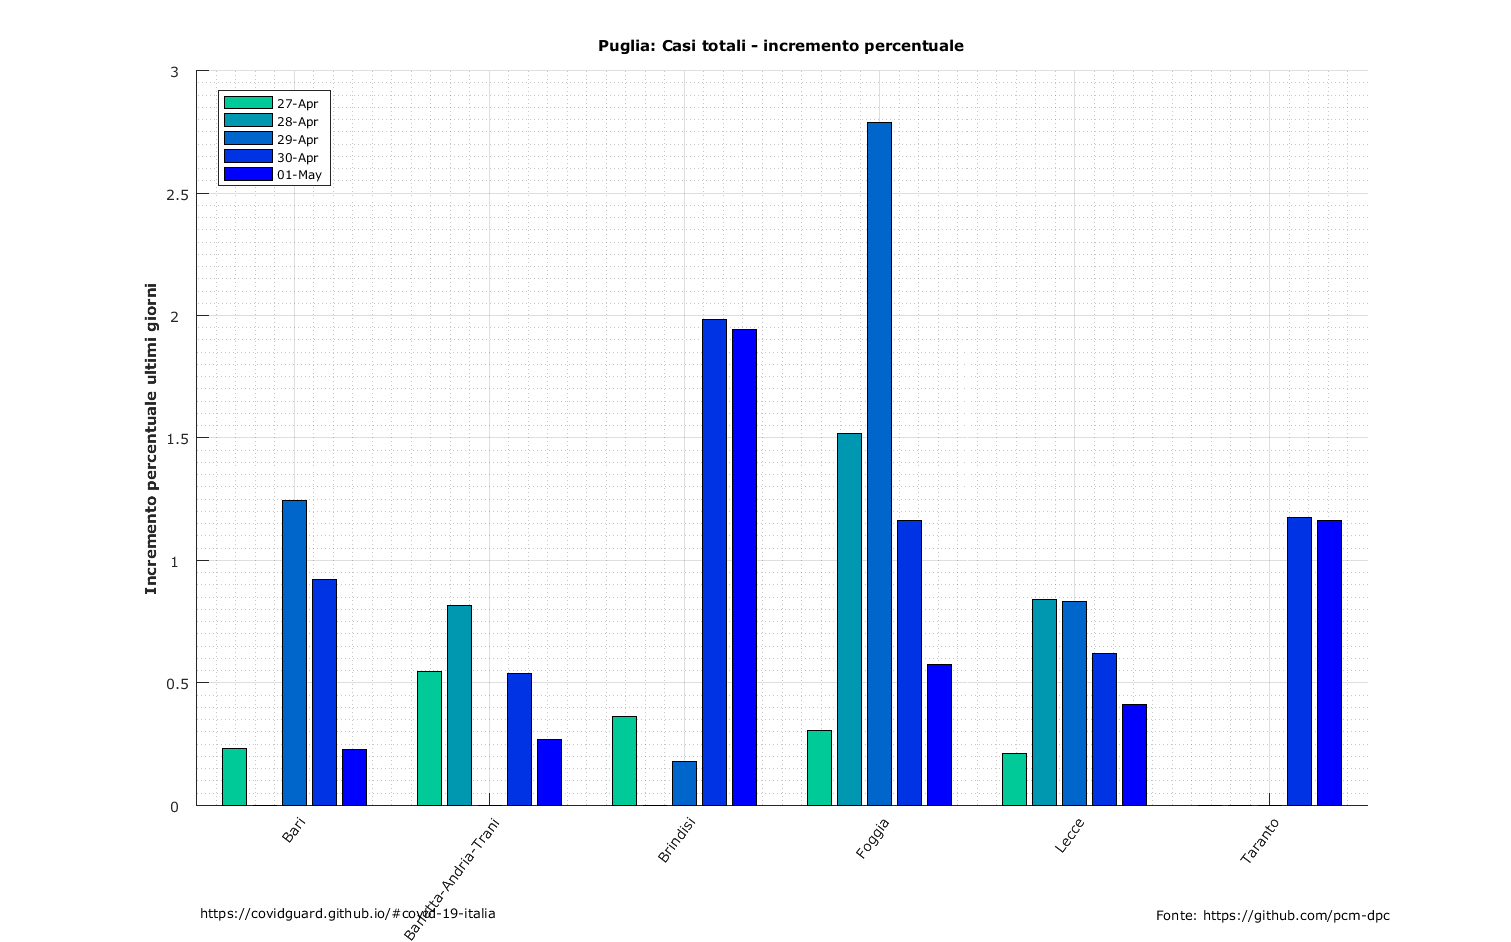 Puglia: Casi totali - incremento percentuale
3
2.5
2
1.5
1
0.5
0
27-Apr
28-Apr
29-Apr
30-Apr
01-May
Incremento percentuale ultimi giorni
Bari
Barletta-Andria-Trani
Brindisi
Foggia
Lecce
Taranto
https://covidguard.github.io/#covid-19-italia
Fonte: https://github.com/pcm-dpc